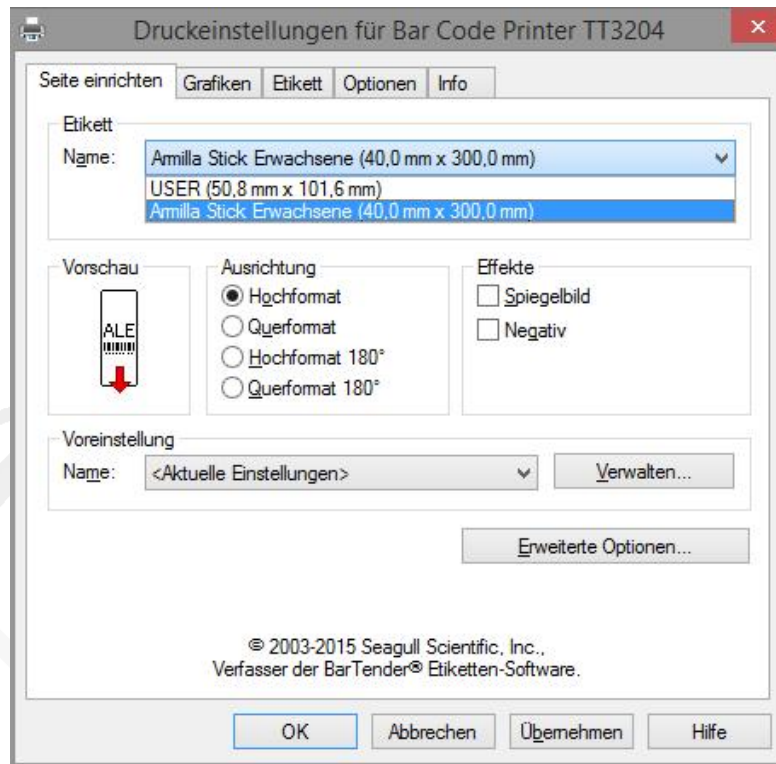 Druckeinstellungen für Bar Code Printer TT3204
Seite einrichten Grafiken Etikett Optionen Info
Etikett
Name: Armilla Stick Erwachsene (40,0 mm x 300,0 mm)
USER (50,8 mm x 101,6 mm)
Armilla Stick Erwachsene (40,0 mm x 300,0 mm)
Vorschau
ALE
Ausrichtung
Hochformat
Querformat
Hochformat 180°
Querformat 180°
Effekte
Spiegelbild
Negativ
Voreinstellung
Name: <Aktuelle Einstellungen> Verwalten...
Erweiterte Optionen...
© 2003-2015 Seagull Scientific, Inc.,
Verfasser der BarTender® Etiketten-Software.
OK Abbrechen Übernehmen Hilfe